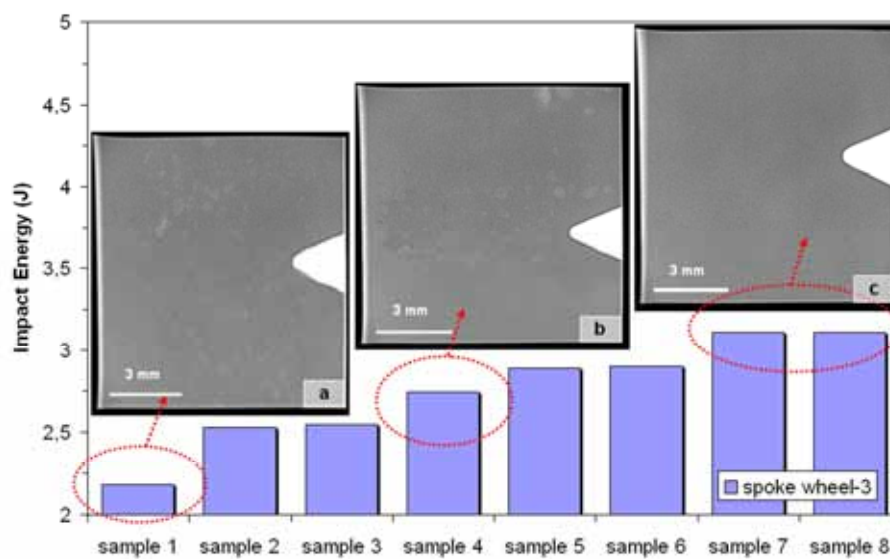 Impact Energy (J)
5
4,5
4
3,5
3
2,5
2
3 mm
a
3 mm
b
3 mm
c
spoke wheel-3
sample 1 sample 2 sample 3 sample 4 sample 5 sample 6 sample 7 sample 8